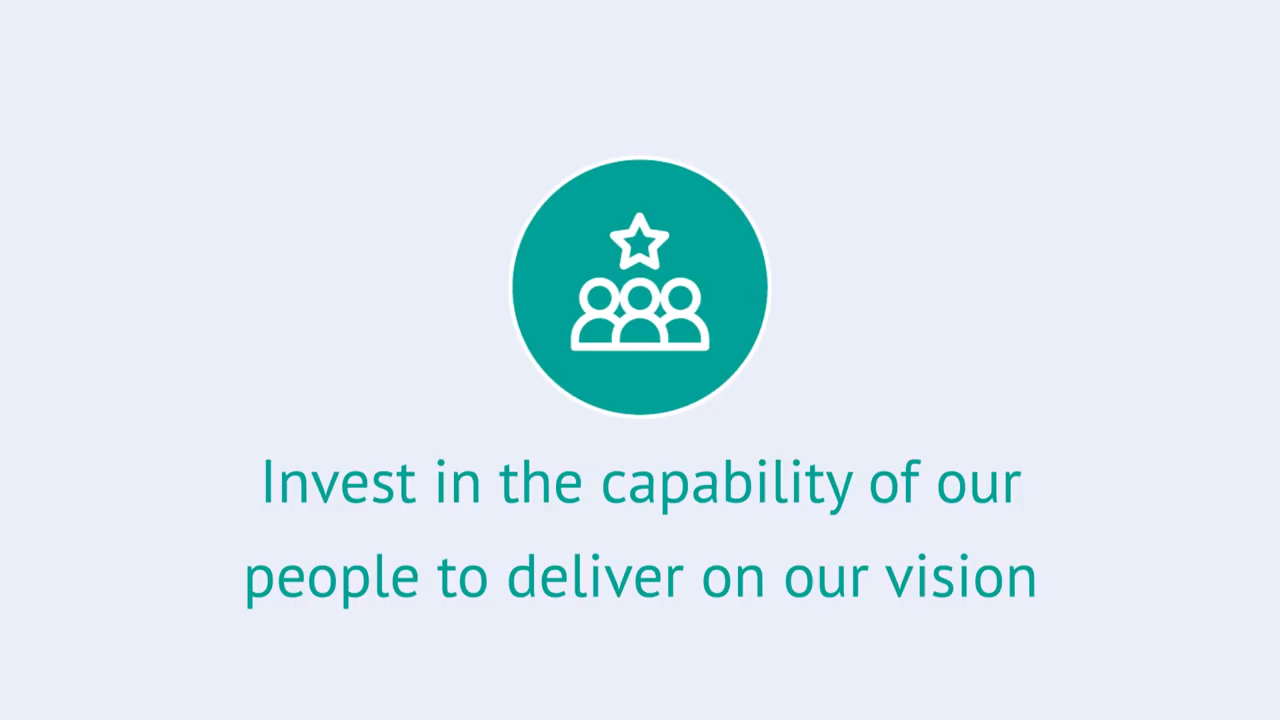 Invest in the capability of our
people to deliver on our vision